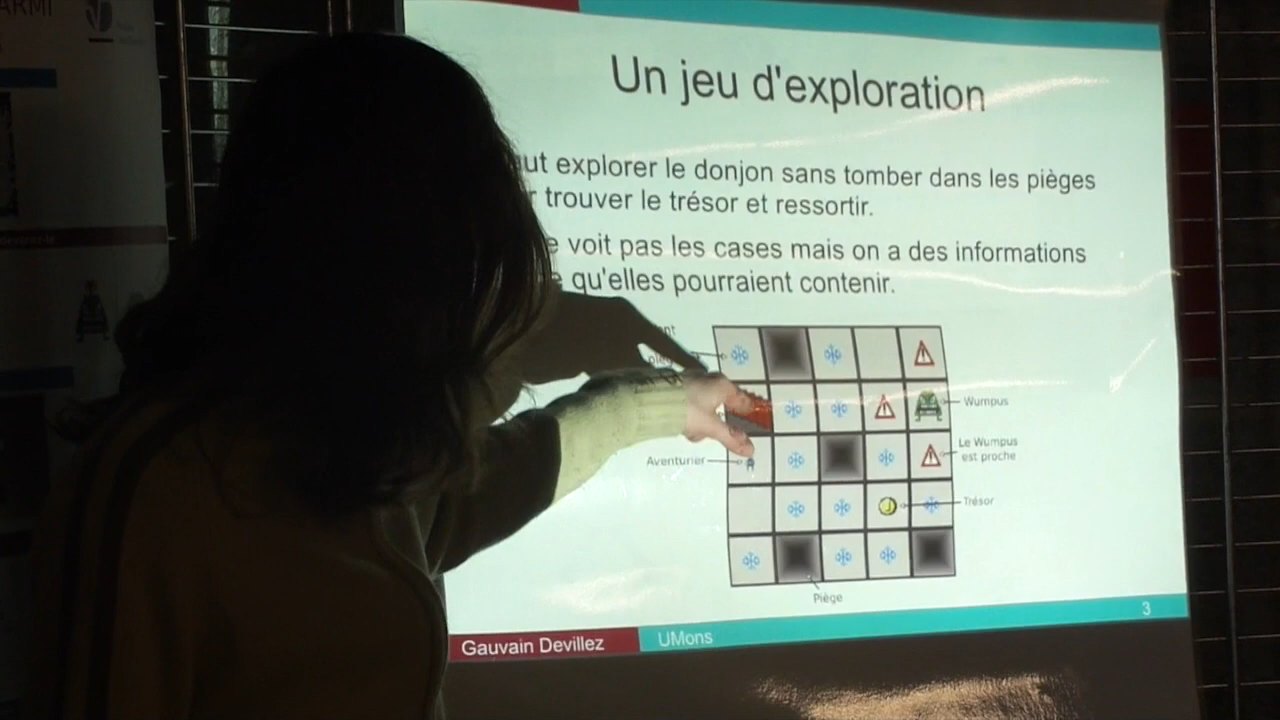 ARMI
Un jeu d'exploration
ut explorer le donjon sans tomber dans les pièges
trouver le trésor et ressortir.
voit pas les cases mais on a des informations
qu'elles pourraient contenir.
Wumpus
Le Wumpus
est proche
Aventurier
Trésor
Piège
3
Gauvain Devillez
UMons